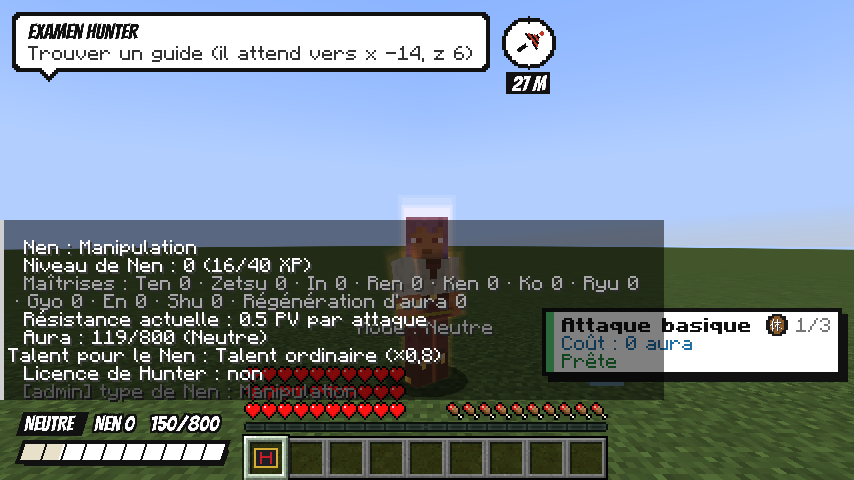 EXAMEN HUNTER
Trouver un guide (il attend vers x -14, z 6)
27 M
Nen : Manipulation
Niveau de Nen : 0 (16/40 XP)
Maîtrises : Ten 0 · Zetsu 0 · In 0 · Ren 0 · Ken 0 · Ko 0 · Ryu 0
· Gyo 0 · En 0 · Shu 0 · Régénération d'aura 0
Résistance actuelle : 0.5 PV par attaque
Mode : Neutre
Aura : 119/800 (Neutre)
Talent pour le Nen : Talent ordinaire (×0,8)
Licence de Hunter : non
[admin] type de Nen : Manipulation
Attaque basique 1/3
Coût : 0 aura
Prête
NEUTRE NEN 0 150/800
H